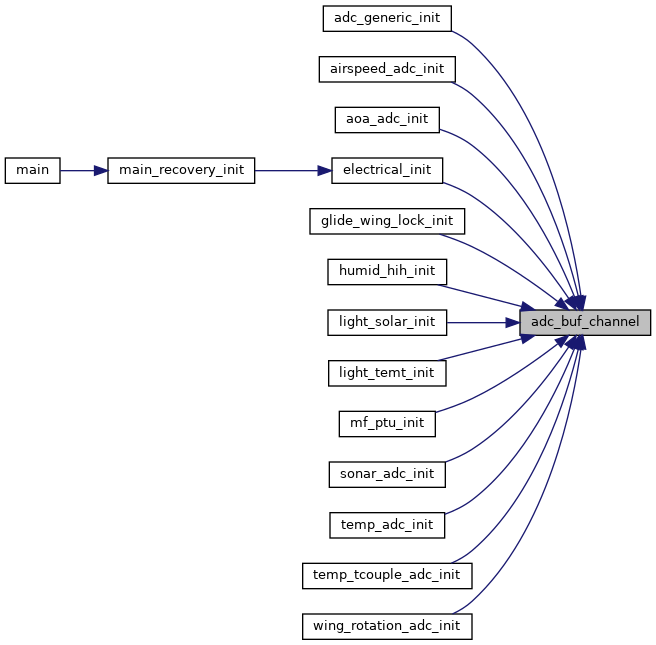 adc_generic_init
airspeed_adc_init
aoa_adc_init
main
main_recovery_init
electrical_init
glide_wing_lock_init
humid_hih_init
light_solar_init
adc_buf_channel
light_temt_init
mf_ptu_init
sonar_adc_init
temp_adc_init
temp_tcouple_adc_init
wing_rotation_adc_init